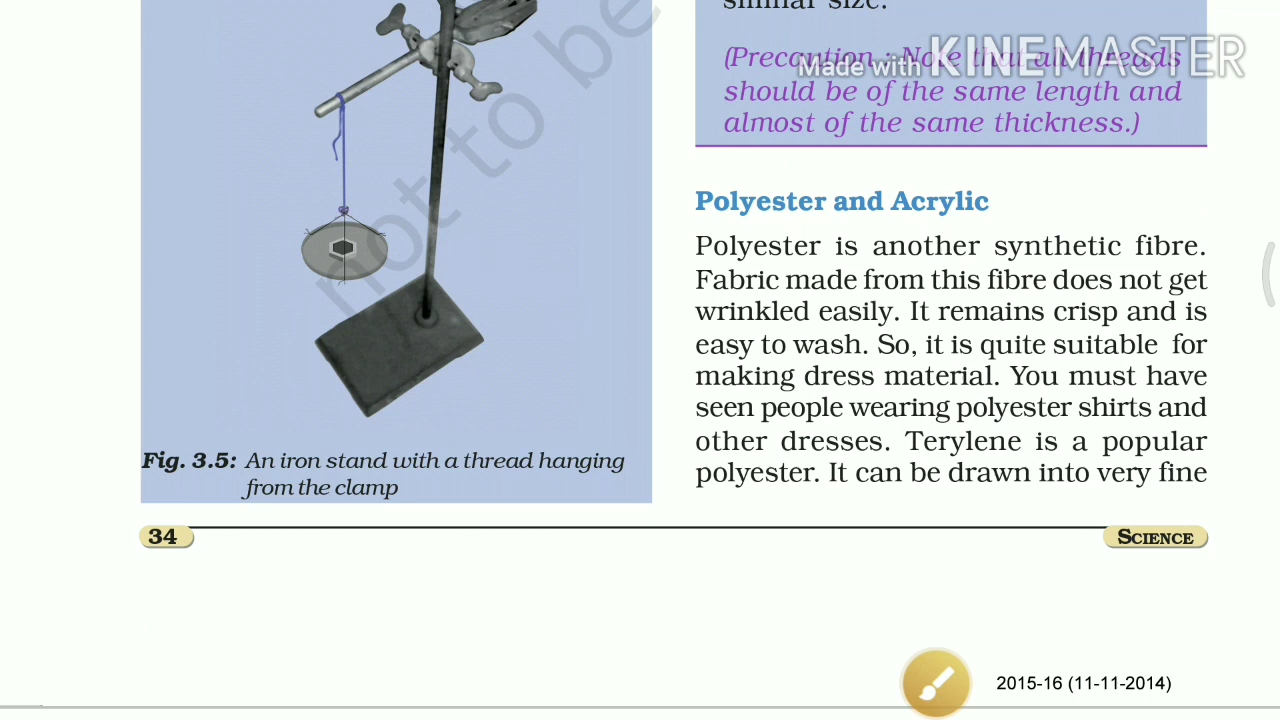 not to be
Fig. 3.5: An iron stand with a thread hanging
from the clamp
similar size.
(Precaution : Note that all threads
should be of the same length and
almost of the same thickness.)
Made with KINEMASTER
Polyester and Acrylic
Polyester is another synthetic fibre.
Fabric made from this fibre does not get
wrinkled easily. It remains crisp and is
easy to wash. So, it is quite suitable for
making dress material. You must have
seen people wearing polyester shirts and
other dresses. Terylene is a popular
polyester. It can be drawn into very fine
34
SCIENCE
2015-16 (11-11-2014)